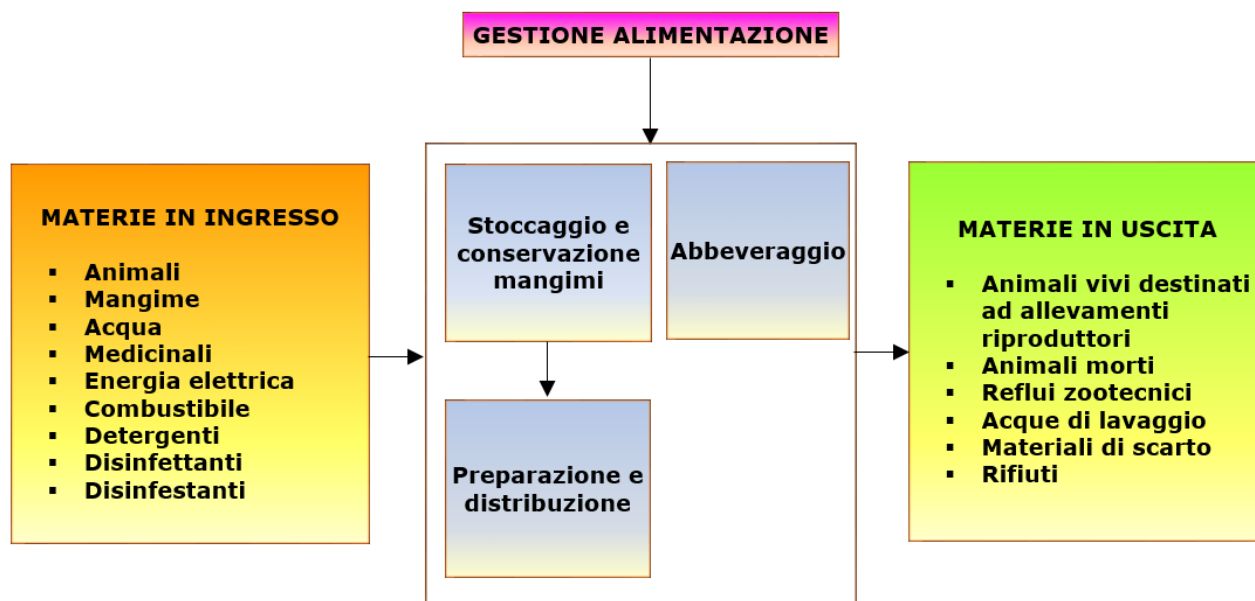 GESTIONE ALIMENTAZIONE
MATERIE IN INGRESSO
▪ Animali
▪ Mangime
▪ Acqua
▪ Medicinali
▪ Energia elettrica
▪ Combustibile
▪ Detergenti
▪ Disinfettanti
▪ Disinfestanti
Stoccaggio e
conservazione
mangimi
Abbeveraggio
Preparazione e
distribuzione
MATERIE IN USCITA
▪ Animali vivi destinati
ad allevamenti
riproduttori
▪ Animali morti
▪ Reflui zootecnici
▪ Acque di lavaggio
▪ Materiali di scarto
▪ Rifiuti